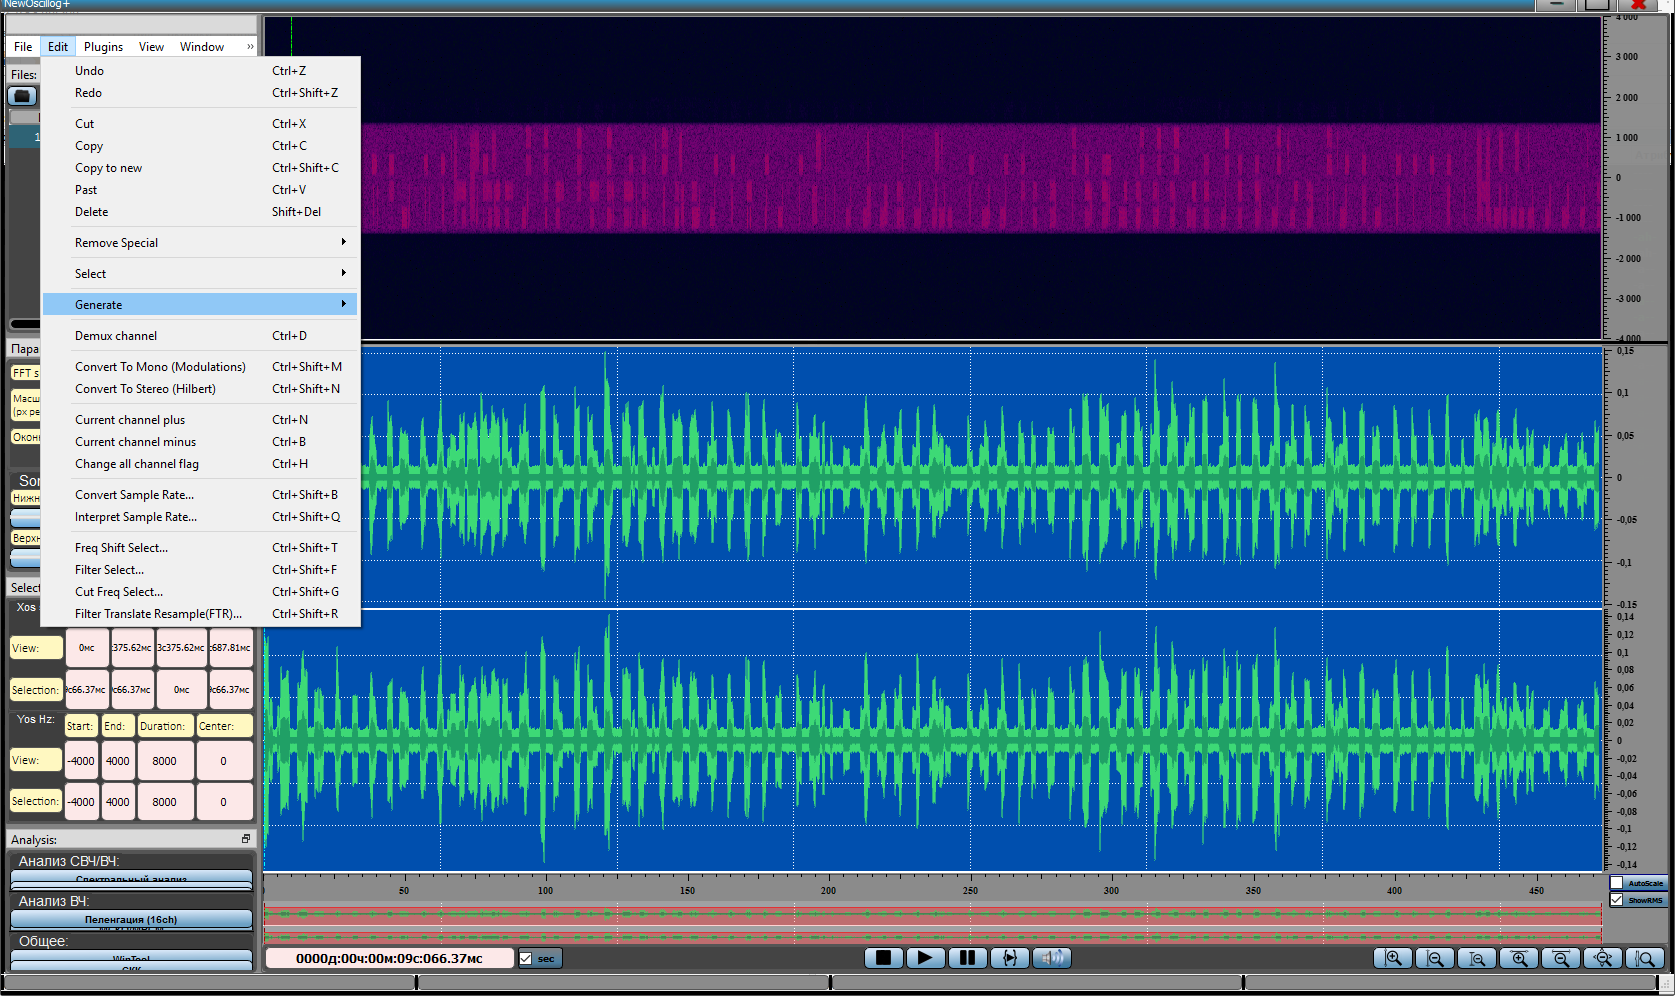 NewOscillog+
File Edit Plugins View Window »
Files:
Undo Ctrl+Z
Redo Ctrl+Shift+Z
Cut Ctrl+X
Copy Ctrl+C
Copy to new Ctrl+Shift+C
Past Ctrl+V
Delete Shift+Del
Remove Special
Select
Generate
Demux channel Ctrl+D
Convert To Mono (Modulations) Ctrl+Shift+M
Convert To Stereo (Hilbert) Ctrl+Shift+N
Current channel plus Ctrl+N
Current channel minus Ctrl+B
Change all channel flag Ctrl+H
Convert Sample Rate... Ctrl+Shift+B
Interpret Sample Rate... Ctrl+Shift+Q
Freq Shift Select... Ctrl+Shift+T
Filter Select... Ctrl+Shift+F
Cut Freq Select... Ctrl+Shift+G
Filter Translate Resample(FTR)... Ctrl+Shift+R
1
Пара
FFT s
Масш
(px pe
Окон
Son
Нижн
Верхн
Select
Xos
View: 0мс :375.62мс 3с375.62мс с687.81мс
Selection: 9с66.37мс 9с66.37мс 0мс 9с66.37мс
Yos Hz: Start: End: Duration: Center:
View: -4000 4000 8000 0
Selection: -4000 4000 8000 0
Analysis:
Анализ СВЧ/ВЧ:
Спектральный анализ
Анализ ВЧ:
Пеленгация (16ch)
Общее:
WinTool
СКК
4 000
3 000
2 000
1 000
0
-1 000
-2 000
-3 000
-4 000
0,15
0,1
0,05
0
-0,05
-0,1
-0.15
0,14
0,12
0,1
0,08
0,06
0,04
0,02
0
-0,02
-0,04
-0,06
-0,08
-0,1
-0,12
-0,14
50 100 150 200 250 300 350 400 450
AutoScale
ShowRMS
0000д:00ч:00м:09с:066.37мс sec